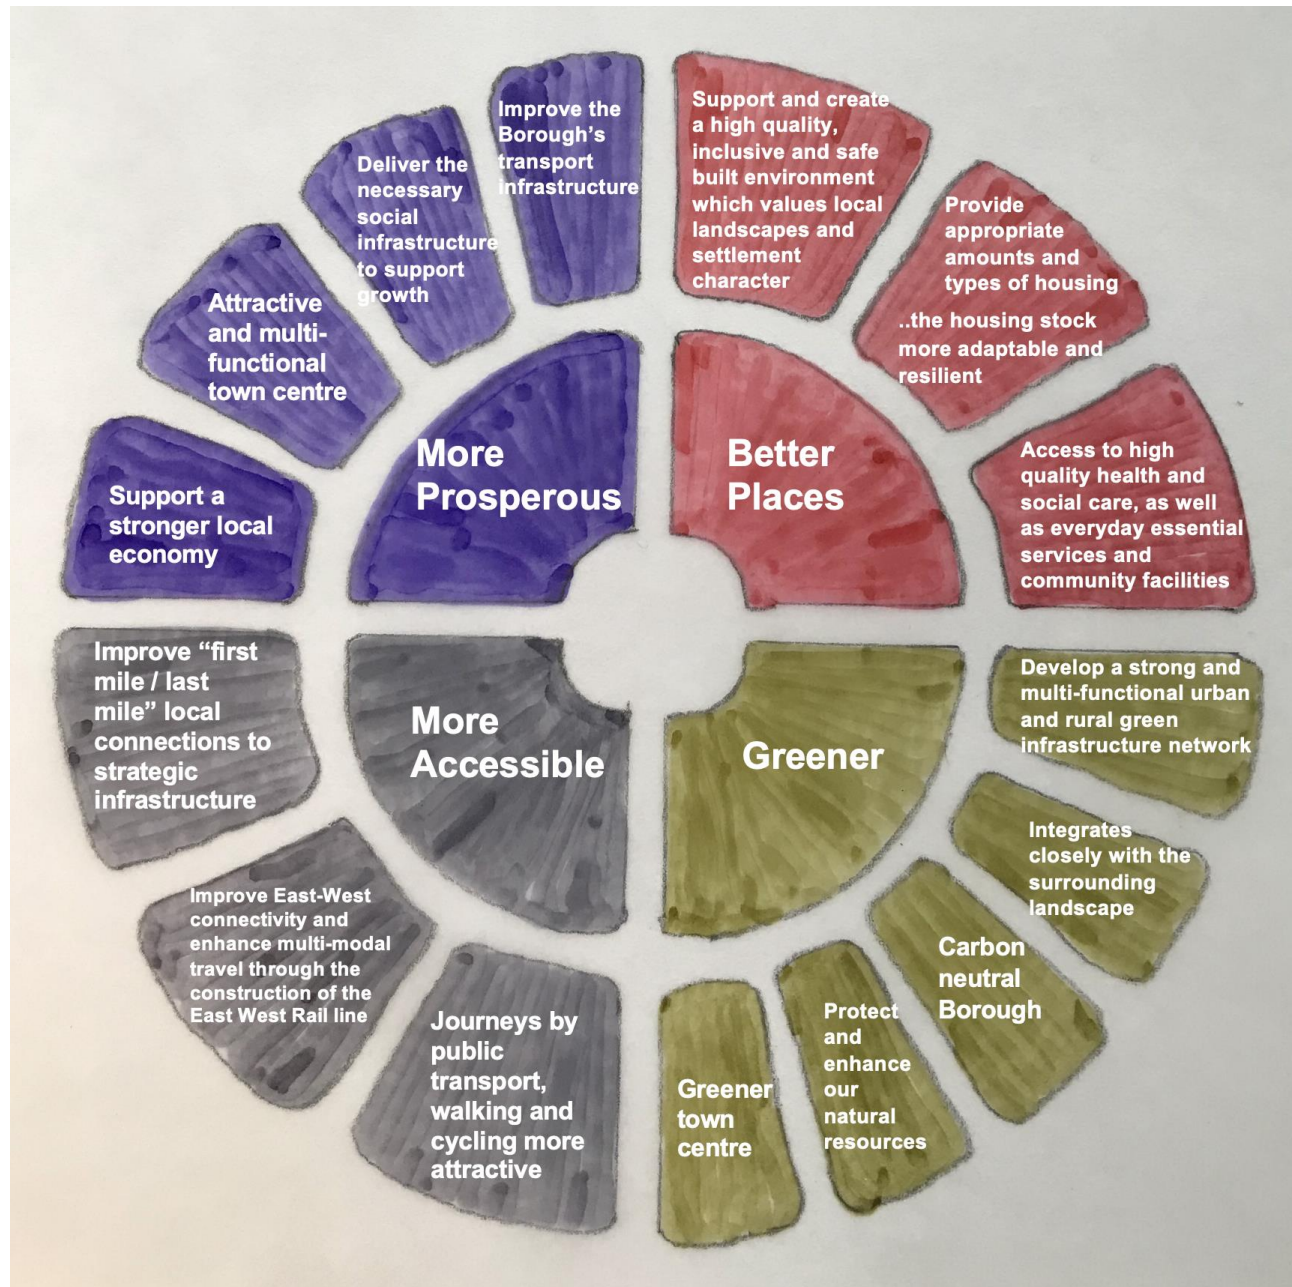 Improve the
Borough’s
transport
infrastructure
Deliver the
necessary
social
infrastructure
to support
growth
Attractive
and multi-
functional
town centre
Support a
stronger local
economy
More
Prosperous
Support and create
a high quality,
inclusive and safe
built environment
which values local
landscapes and
settlement
character
Provide
appropriate
amounts and
types of housing
..the housing stock
more adaptable and
resilient
Access to high
quality health and
social care, as well
as everyday essential
services and
community facilities
Better
Places
Improve “first
mile / last
mile” local
connections to
strategic
infrastructure
Improve East-West
connectivity and
enhance multi-modal
travel through the
construction of the
East West Rail line
Journeys by
public
transport,
walking and
cycling more
attractive
More
Accessible
Greener
Develop a strong and
multi-functional urban
and rural green
infrastructure network
Integrates
closely with the
surrounding
landscape
Carbon
neutral
Borough
Protect
and
enhance
our
natural
resources
Greener
town
centre